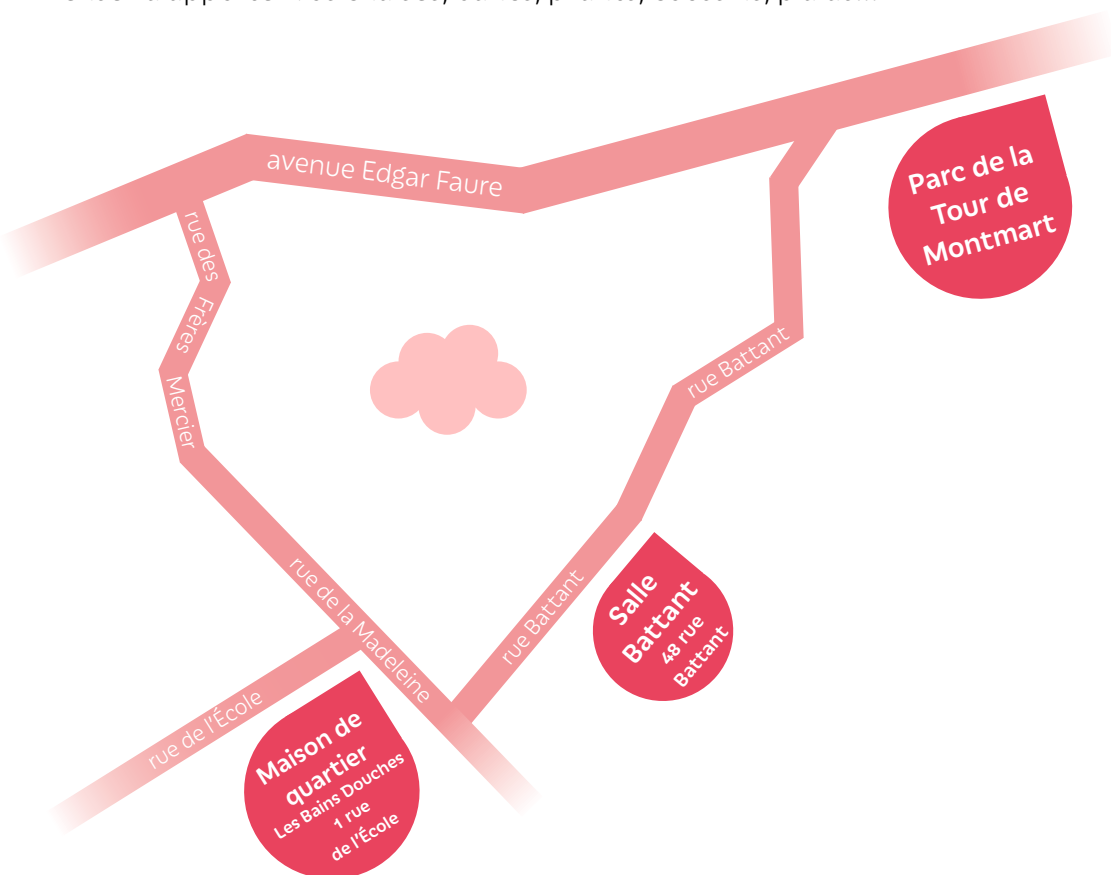 avenue Edgar Faure
Parc de la
Tour de
Montmart
rue des
Frères
Mercier
rue Battant
rue de la Madeleine
rue Battant
Salle
Battant
48 rue
Battant
rue de l'École
Maison de
quartier
Les Bains Douches
1 rue
de l'École